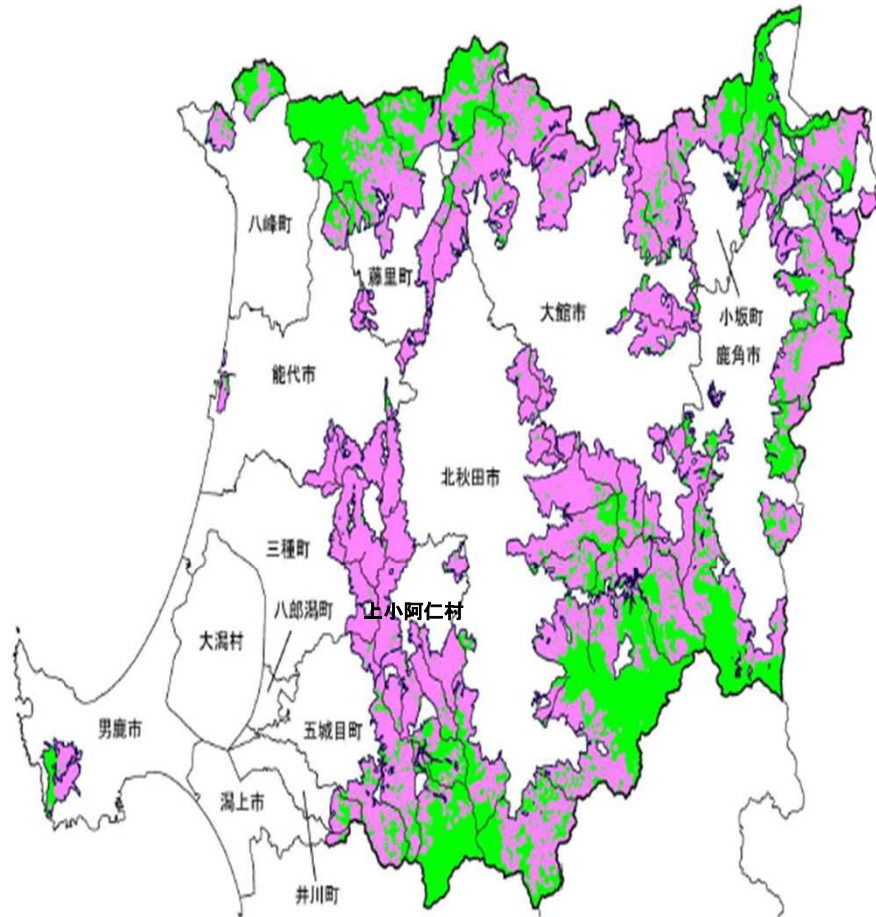 八峰町
藤里町
大館市
小坂町
鹿角市
能代市
北秋田市
三種町
八郎潟町
上小阿仁村
大潟村
五城目町
男鹿市
潟上市
井川町